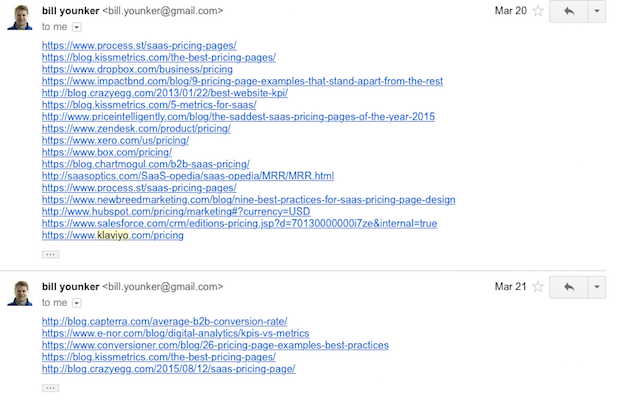 bill younker <bill.younker@gmail.com> Mar 20
to me
https://www.process.st/saas-pricing-pages/
https://blog.kissmetrics.com/the-best-pricing-pages/
https://www.dropbox.com/business/pricing
https://www.impactbnd.com/blog/9-pricing-page-examples-that-stand-apart-from-the-rest
http://blog.crazyegg.com/2013/01/22/best-website-kpi/
https://blog.kissmetrics.com/5-metrics-for-saas/
http://www.priceintelligently.com/blog/the-saddest-saas-pricing-pages-of-the-year-2015
https://www.zendesk.com/product/pricing/
https://www.xero.com/us/pricing/
https://www.box.com/pricing/
https://blog.chartmogul.com/b2b-saas-pricing/
http://saasoptics.com/SaaS-opedia/saas-opedia/MRR/MRR.html
https://www.process.st/saas-pricing-pages/
https://www.newbreedmarketing.com/blog/nine-best-practices-for-saas-pricing-page-design
http://www.hubspot.com/pricing/marketing#?currency=USD
https://www.salesforce.com/crm/editions-pricing.jsp?d=70130000000i7ze&internal=true
https://www.klaviyo.com/pricing
bill younker <bill.younker@gmail.com> Mar 21
to me
http://blog.capterra.com/average-b2b-conversion-rate/
https://www.e-nor.com/blog/digital-analytics/kpis-vs-metrics
https://www.conversioner.com/blog/26-pricing-page-examples-best-practices
https://blog.kissmetrics.com/the-best-pricing-pages/
http://blog.crazyegg.com/2015/08/12/saas-pricing-page/